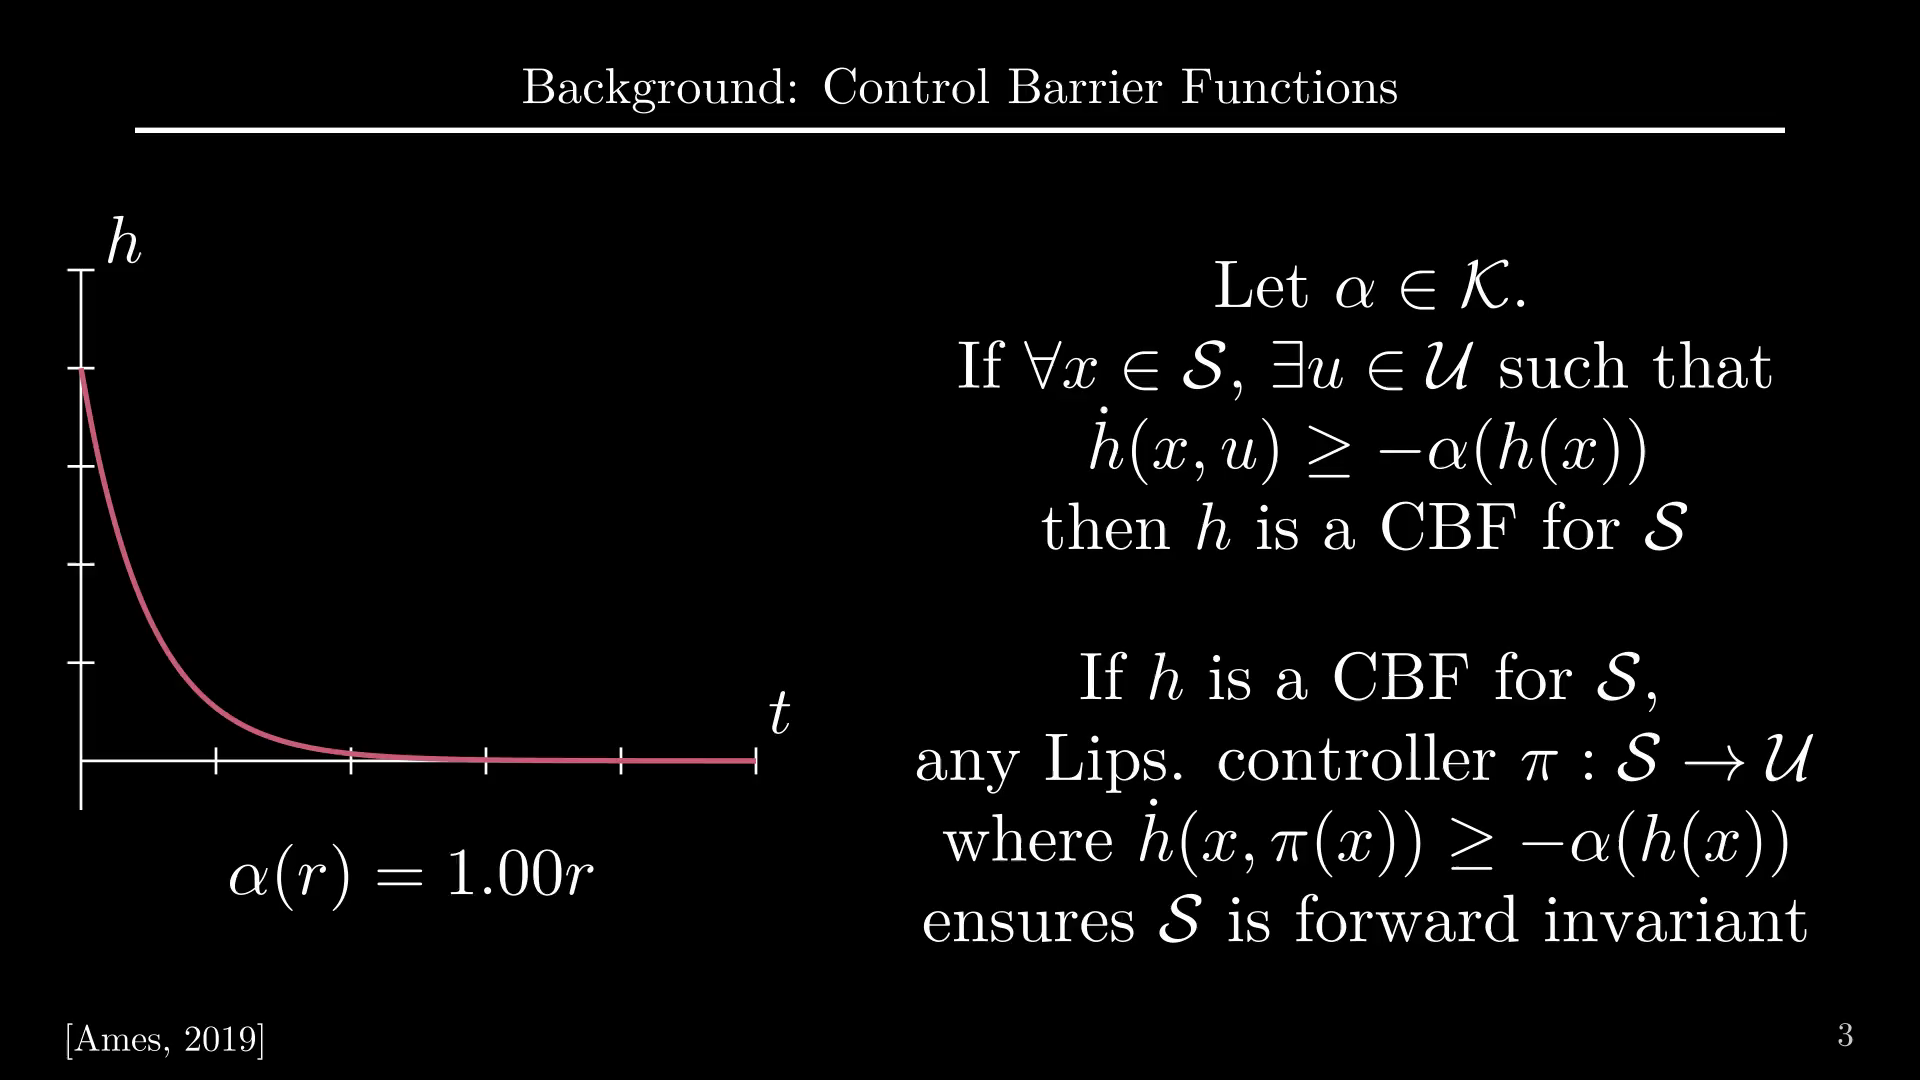 Background: Control Barrier Functions
h
t
α(r) = 1.00r
Let α ∈ 𝒦.
If ∀x ∈ 𝒮, ∃u ∈ 𝒰 such that
ḣ(x, u) ≥ −α(h(x))
then h is a CBF for 𝒮
If h is a CBF for 𝒮,
any Lips. controller π : 𝒮 → 𝒰
where ḣ(x, π(x)) ≥ −α(h(x))
ensures 𝒮 is forward invariant
[Ames, 2019]
3